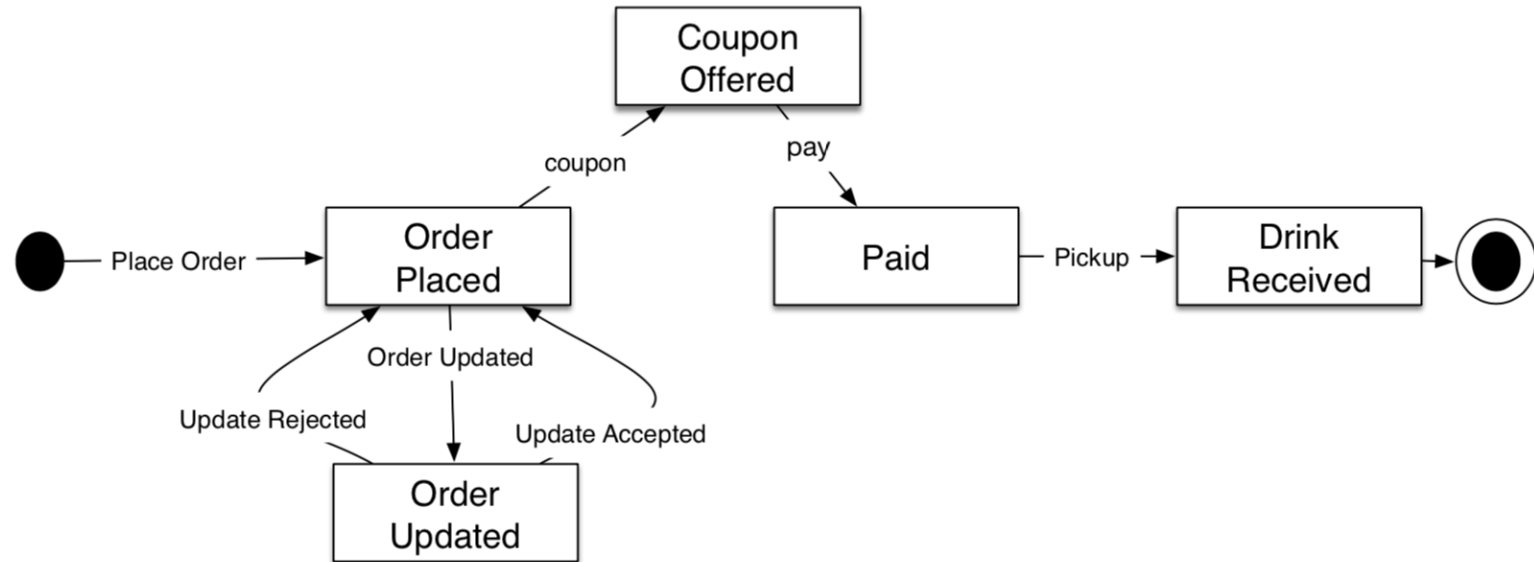 Coupon
Offered
coupon
pay
Place Order
Order
Placed
Paid
Pickup
Drink
Received
Order Updated
Update Rejected
Update Accepted
Order
Updated